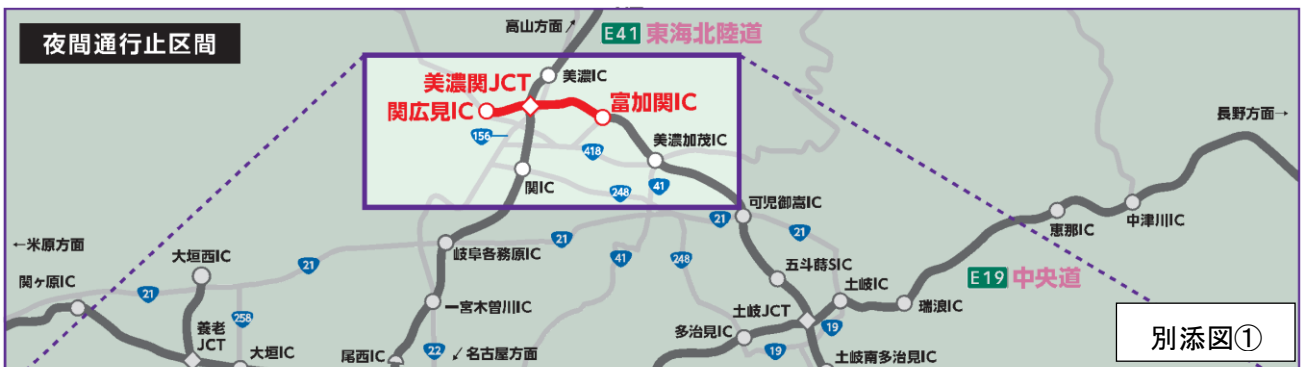 夜間通行止区間
高山方面↗
E41 東海北陸道
美濃関JCT
美濃IC
関広見IC
富加関IC
長野方面→
156
418
美濃加茂IC
関IC
248
41
可児御嵩IC
21
21
中津川IC
恵那IC
←米原方面
大垣西IC
岐阜各務原IC
21
41
248
五斗蒔SIC
E19 中央道
関ヶ原IC
21
21
土岐IC
瑞浪IC
一宮木曽川IC
土岐JCT
258
養老
JCT
多治見IC
19
19
大垣IC
尾西IC
22
↙名古屋方面
土岐南多治見IC
別添図①